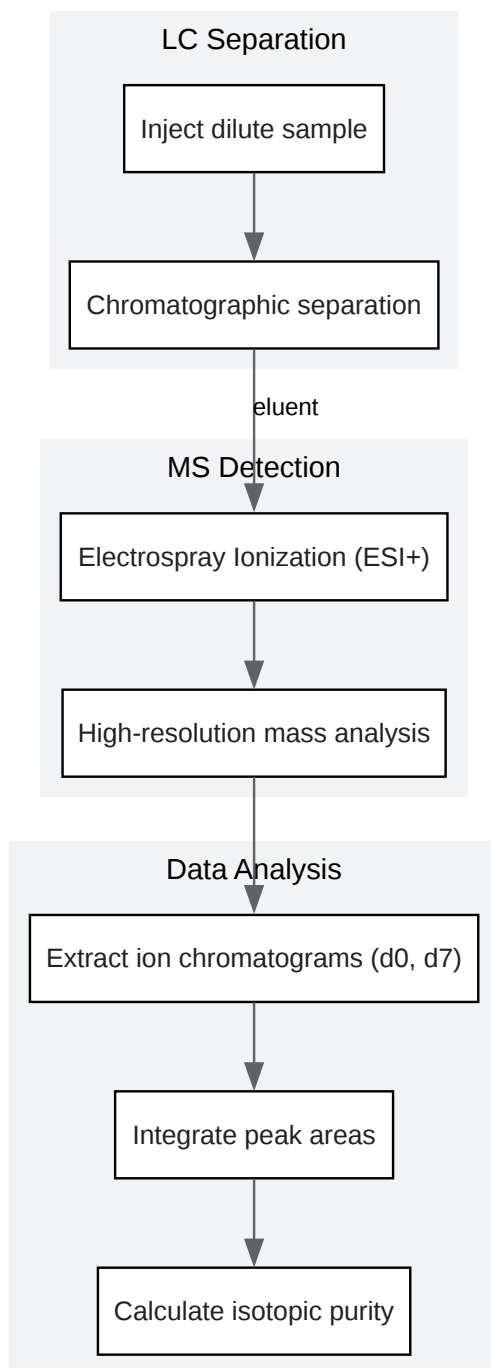 LC Separation
Inject dilute sample
Chromatographic separation
eluent
MS Detection
Electrospray Ionization (ESI+)
High-resolution mass analysis
Data Analysis
Extract ion chromatograms (d0, d7)
Integrate peak areas
Calculate isotopic purity